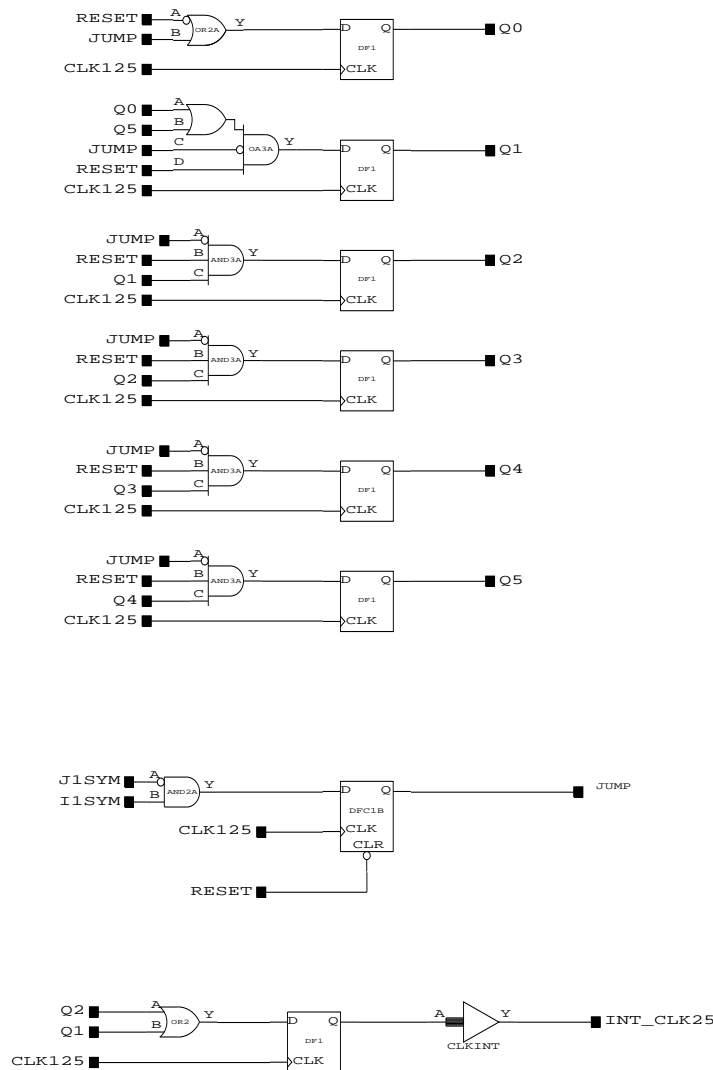 RESET A Y
JUMP B OR2A D Q Q0
DF1
CLK125 CLK
Q0 A
Q5 B
JUMP C OA3A Y D Q Q1
RESET D DF1
CLK125 CLK
JUMP A
RESET B AND3A Y D Q Q2
Q1 C DF1
CLK125 CLK
JUMP A
RESET B AND3A Y D Q Q3
Q2 C DF1
CLK125 CLK
JUMP A
RESET B AND3A Y D Q Q4
Q3 C DF1
CLK125 CLK
JUMP A
RESET B AND3A Y D Q Q5
Q4 C DF1
CLK125 CLK
J1SYM A Y D Q JUMP
I1SYM B AND2A DFC1B
CLK125 CLK
CLR
RESET
Q2 A Y D Q A Y INT_CLK25
Q1 B OR2 DF1 CLKINT
CLK125 CLK